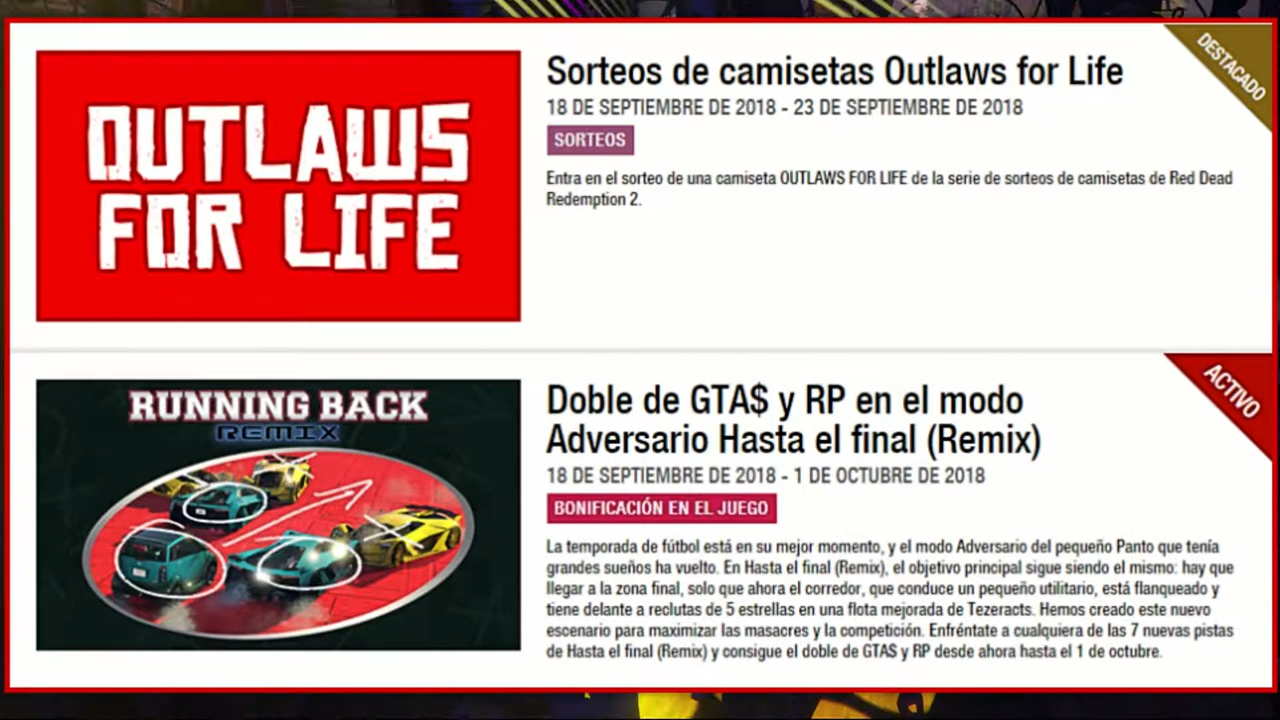 OUTLAWS
FOR LIFE
Sorteos de camisetas Outlaws for Life
18 DE SEPTIEMBRE DE 2018 - 23 DE SEPTIEMBRE DE 2018
SORTEOS
Entra en el sorteo de una camiseta OUTLAWS FOR LIFE de la serie de sorteos de camisetas de Red Dead
Redemption 2.
DESTACADO
RUNNING BACK
REMIX
Doble de GTA$ y RP en el modo
Adversario Hasta el final (Remix)
18 DE SEPTIEMBRE DE 2018 - 1 DE OCTUBRE DE 2018
BONIFICACIÓN EN EL JUEGO
La temporada de fútbol está en su mejor momento, y el modo Adversario del pequeño Panto que tenía
grandes sueños ha vuelto. En Hasta el final (Remix), el objetivo principal sigue siendo el mismo: hay que
llegar a la zona final, solo que ahora el corredor, que conduce un pequeño utilitario, está flanqueado y
tiene delante a reclutas de 5 estrellas en una flota mejorada de Tezeracts. Hemos creado este nuevo
escenario para maximizar las masacres y la competición. Enfréntate a cualquiera de las 7 nuevas pistas
de Hasta el final (Remix) y consigue el doble de GTA$ y RP desde ahora hasta el 1 de octubre.
ACTIVO